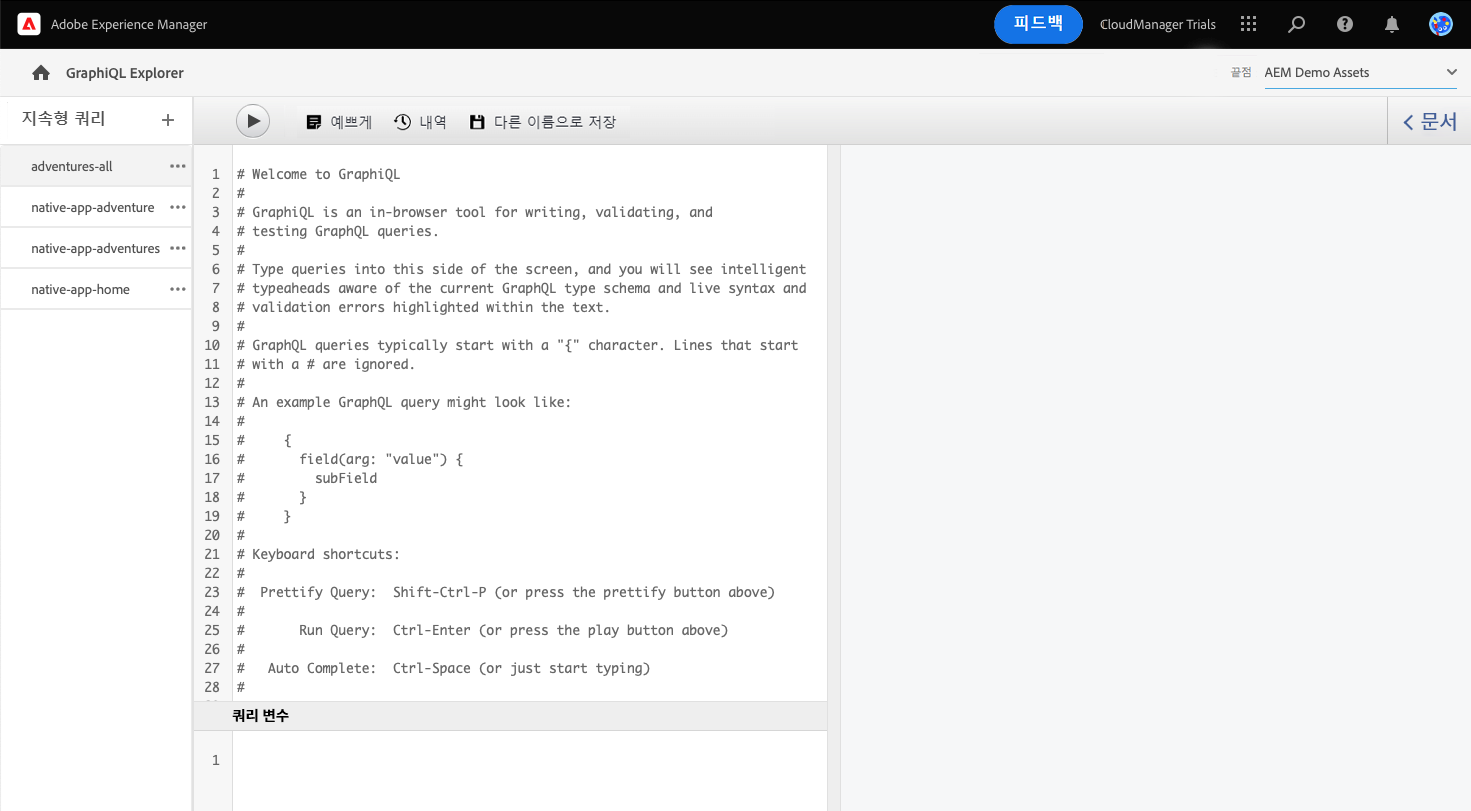 Adobe Experience Manager
피드백
CloudManager Trials
GraphiQL Explorer
끝점
AEM Demo Assets
지속형 쿼리 +
예쁘게
내역
다른 이름으로 저장
문서
adventures-all
native-app-adventure
native-app-adventures
native-app-home
1 # Welcome to GraphiQL
2 #
3 # GraphiQL is an in-browser tool for writing, validating, and
4 # testing GraphQL queries.
5 #
6 # Type queries into this side of the screen, and you will see intelligent
7 # typeaheads aware of the current GraphQL type schema and live syntax and
8 # validation errors highlighted within the text.
9 #
10 # GraphQL queries typically start with a "{" character. Lines that start
11 # with a # are ignored.
12 #
13 # An example GraphQL query might look like:
14 #
15 #     {
16 #       field(arg: "value") {
17 #         subField
18 #       }
19 #     }
20 #
21 # Keyboard shortcuts:
22 #
23 #  Prettify Query:  Shift-Ctrl-P (or press the prettify button above)
24 #
25 #       Run Query:  Ctrl-Enter (or press the play button above)
26 #
27 #   Auto Complete:  Ctrl-Space (or just start typing)
28 #
쿼리 변수
1